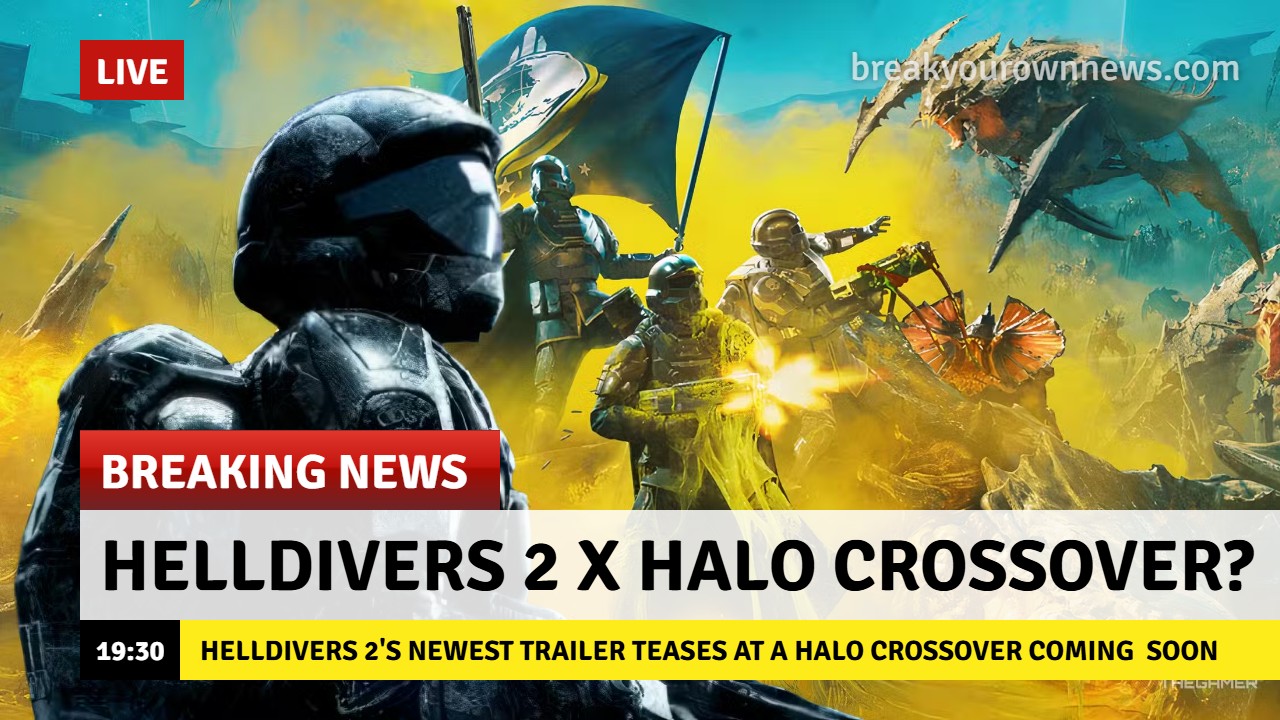 LIVE
breakyourownnews.com
BREAKING NEWS
HELLDIVERS 2 X HALO CROSSOVER?
19:30 HELLDIVERS 2'S NEWEST TRAILER TEASES AT A HALO CROSSOVER COMING SOON
THEGAMER